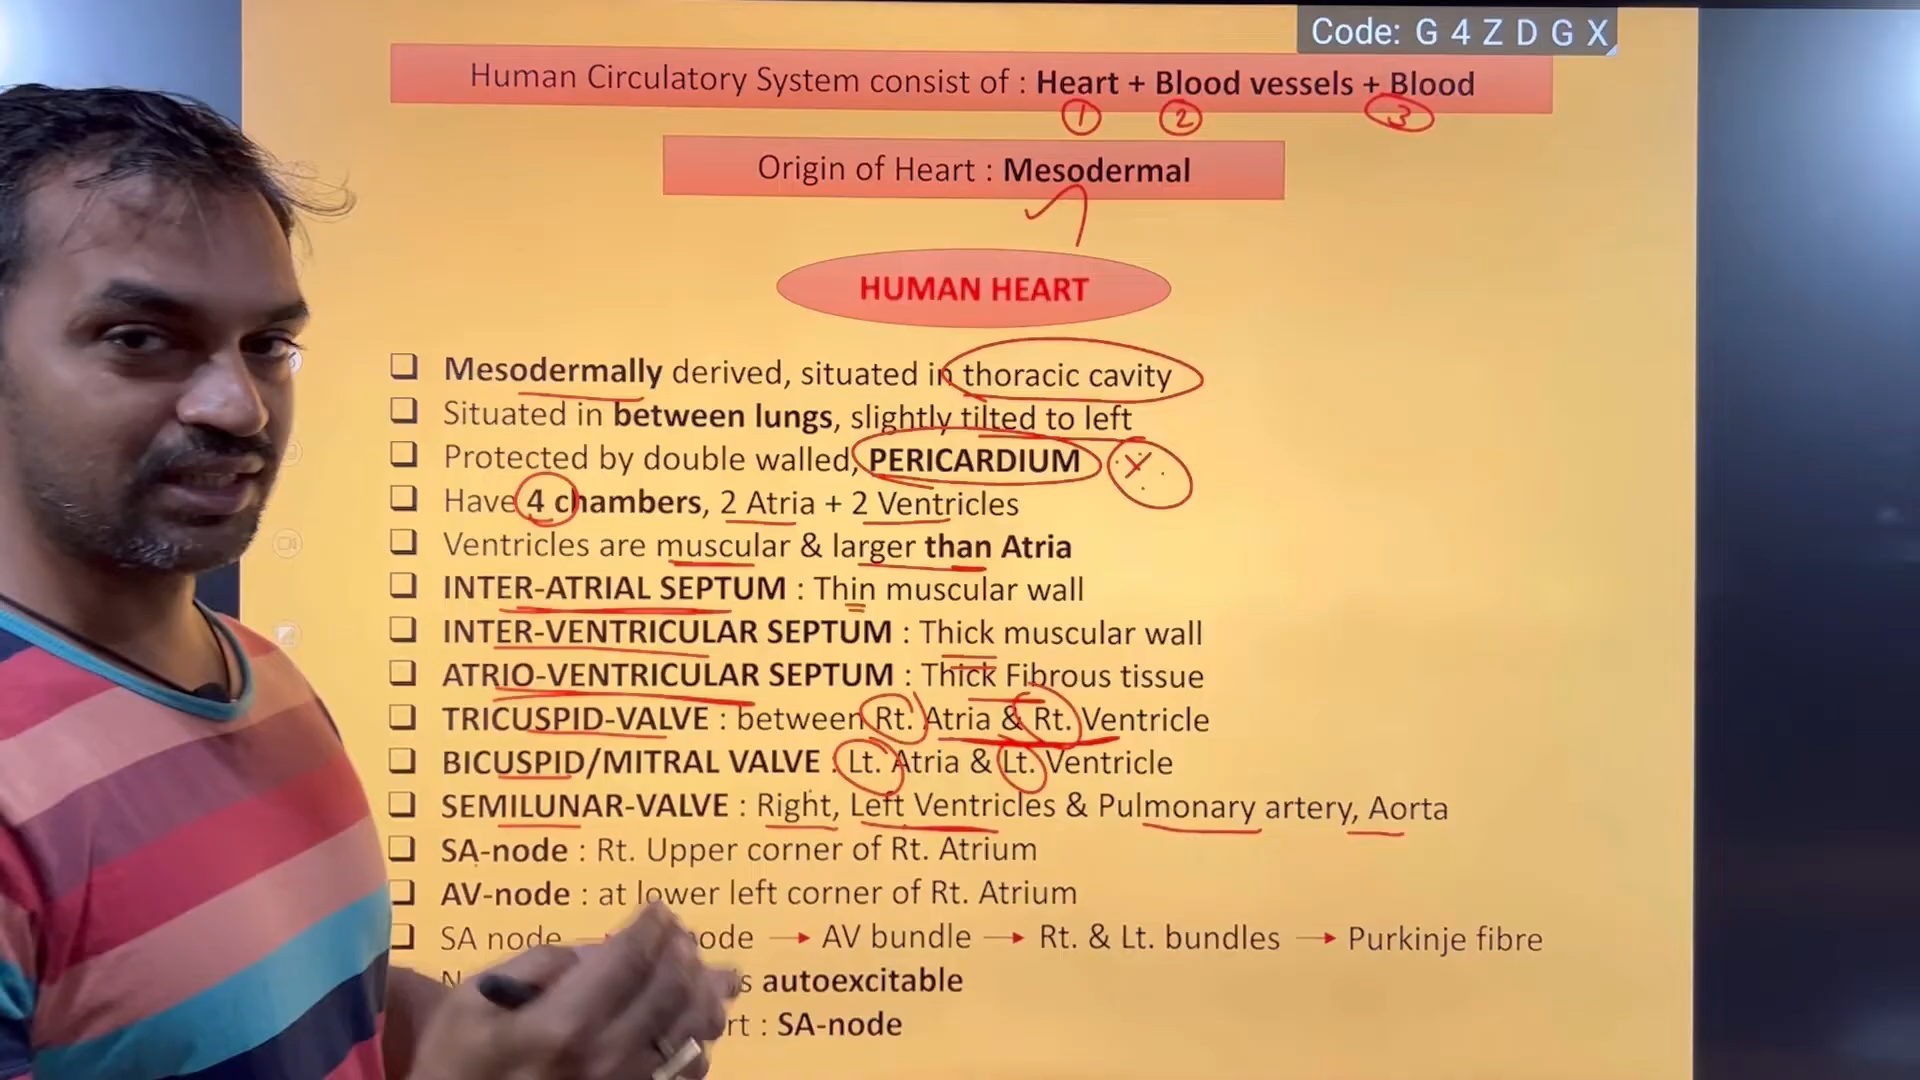 Code: G 4 Z D G X
Human Circulatory System consist of : Heart + Blood vessels + Blood
1 2 3
Origin of Heart : Mesodermal
HUMAN HEART
Mesodermally derived, situated in thoracic cavity
Situated in between lungs, slightly tilted to left
Protected by double walled, PERICARDIUM
Have 4 chambers, 2 Atria + 2 Ventricles
Ventricles are muscular & larger than Atria
INTER-ATRIAL SEPTUM : Thin muscular wall
INTER-VENTRICULAR SEPTUM : Thick muscular wall
ATRIO-VENTRICULAR SEPTUM : Thick Fibrous tissue
TRICUSPID-VALVE : between Rt. Atria & Rt. Ventricle
BICUSPID/MITRAL VALVE : Lt. Atria & Lt. Ventricle
SEMILUNAR-VALVE : Right, Left Ventricles & Pulmonary artery, Aorta
SA-node : Rt. Upper corner of Rt. Atrium
AV-node : at lower left corner of Rt. Atrium
SA node → → AV bundle → Rt. & Lt. bundles → Purkinje fibre
autoexcitable
: SA-node